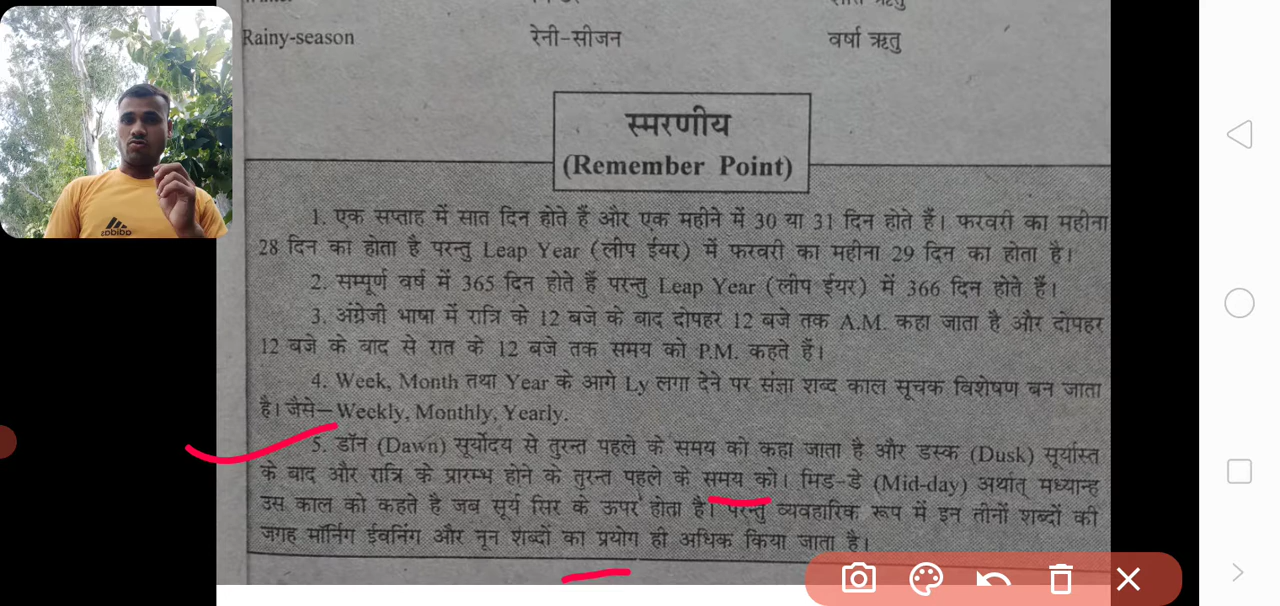 Rainy-season रेनी-सीजन वर्षा ऋतु
स्मरणीय
(Remember Point)
1. एक सप्ताह में सात दिन होते हैं और एक महीने में 30 या 31 दिन होते हैं। फरवरी का महीना
28 दिन का होता है परन्तु Leap Year (लीप ईयर) में फरवरी का महीना 29 दिन का होता है।
2. सम्पूर्ण वर्ष में 365 दिन होते हैं परन्तु Leap Year (लीप ईयर) में 366 दिन होते हैं।
3. अंग्रेजी भाषा में रात्रि के 12 बजे के बाद दोपहर 12 बजे तक A.M. कहा जाता है और दोपहर
12 बजे के बाद से रात के 12 बजे तक समय को P.M. कहते हैं।
4. Week, Month तथा Year के आगे Ly लगा देने पर संज्ञा शब्द काल सूचक विशेषण बन जाता
है। जैसे–Weekly, Monthly, Yearly.
5. डॉन (Dawn) सूर्योदय से तुरन्त पहले के समय को कहा जाता है और डस्क (Dusk) सूर्यास्त
के बाद और रात्रि के प्रारम्भ होने के तुरन्त पहले के समय को। मिड-डे (Mid-day) अर्थात् मध्यान्ह
उस काल को कहते है जब सूर्य सिर के ऊपर होता है। परन्तु व्यवहारिक रूप में इन तीनों शब्दों की
जगह मॉर्निंग ईवनिंग और नून शब्दों का प्रयोग ही अधिक किया जाता है।